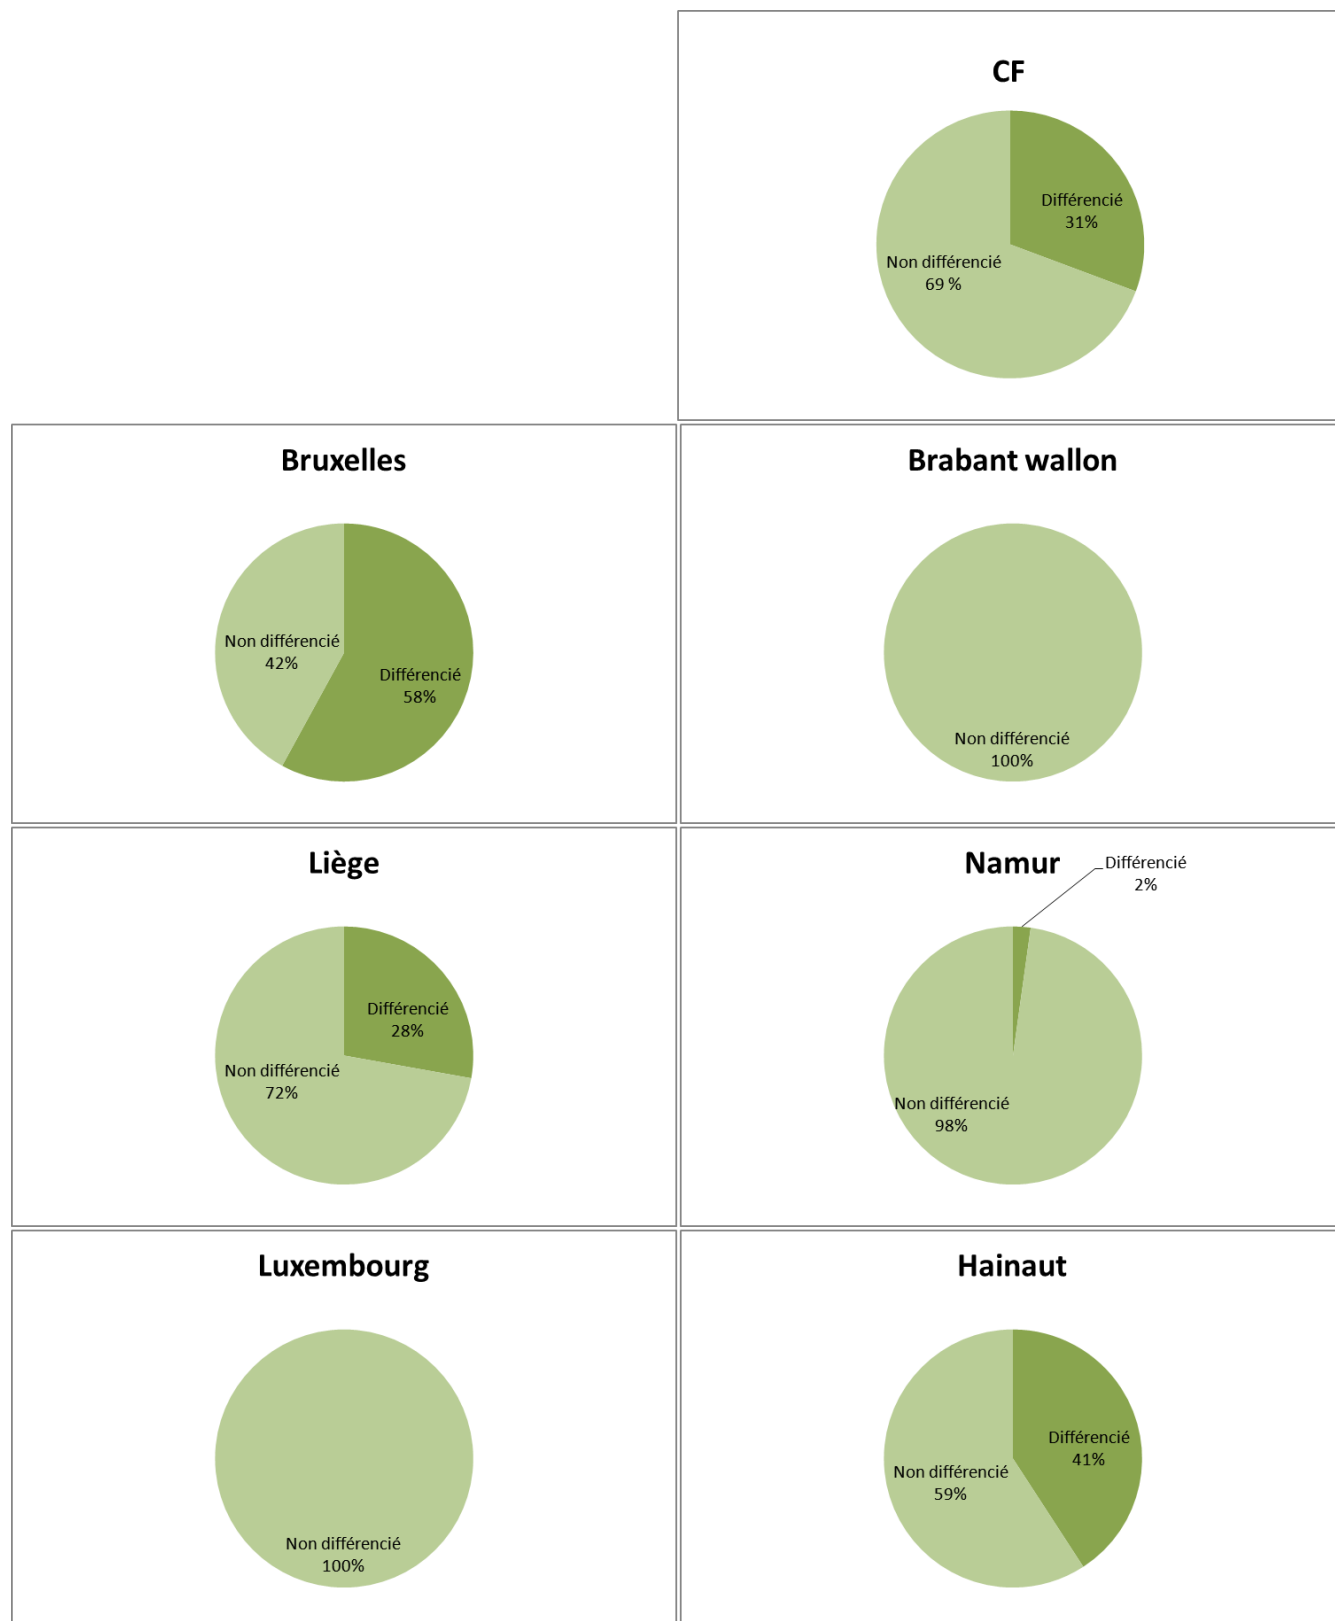 CF
Différencié
31%
Non différencié
69 %
Bruxelles
Non différencié
42%
Différencié
58%
Brabant wallon
Non différencié
100%
Liège
Différencié
28%
Non différencié
72%
Namur
Différencié
2%
Non différencié
98%
Luxembourg
Non différencié
100%
Hainaut
Différencié
41%
Non différencié
59%